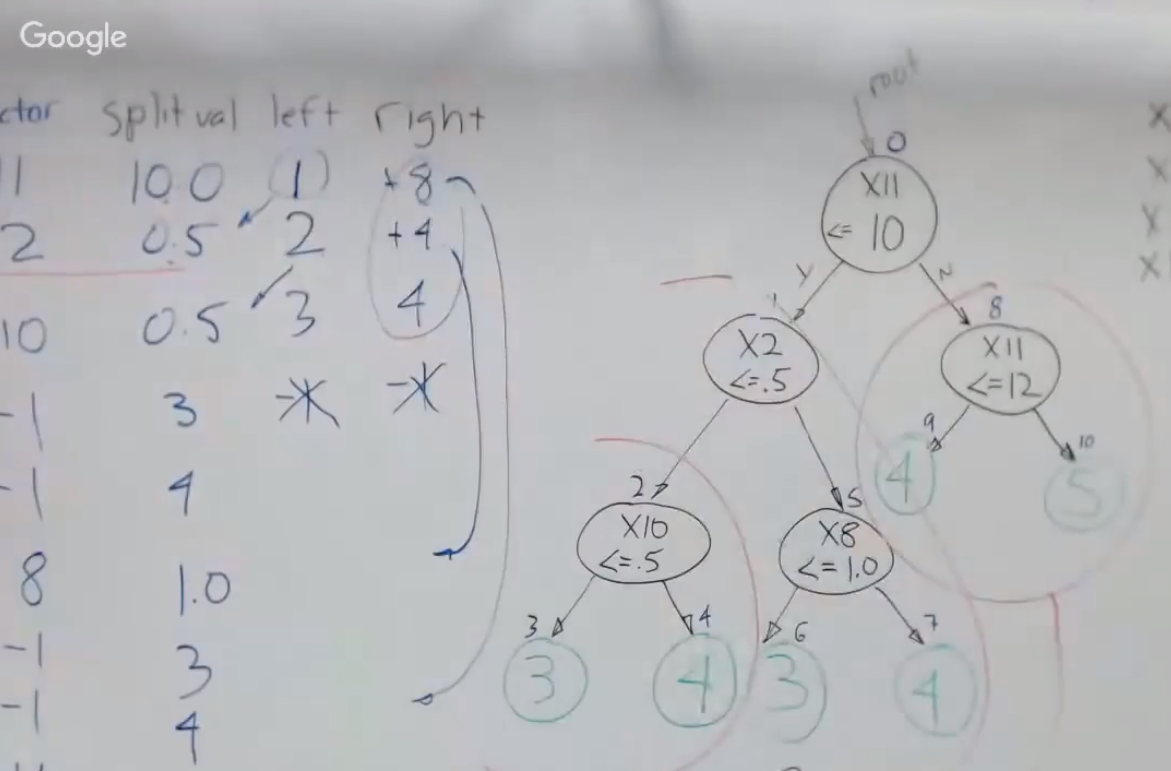 Google
ctor splitval left right
11 10.0 1 +8
2 0.5 2 +4
10 0.5 3 4
-1 3
-1 4
8 1.0
-1 3
-1 4
root
0
X11
<= 10
Y N
1
X2
<=.5
8
X11
<=12
9 10
4 5
2
X10
<=.5
5
X8
<= 1.0
3 4 6 7
3 4 3 4
X
X
X
X